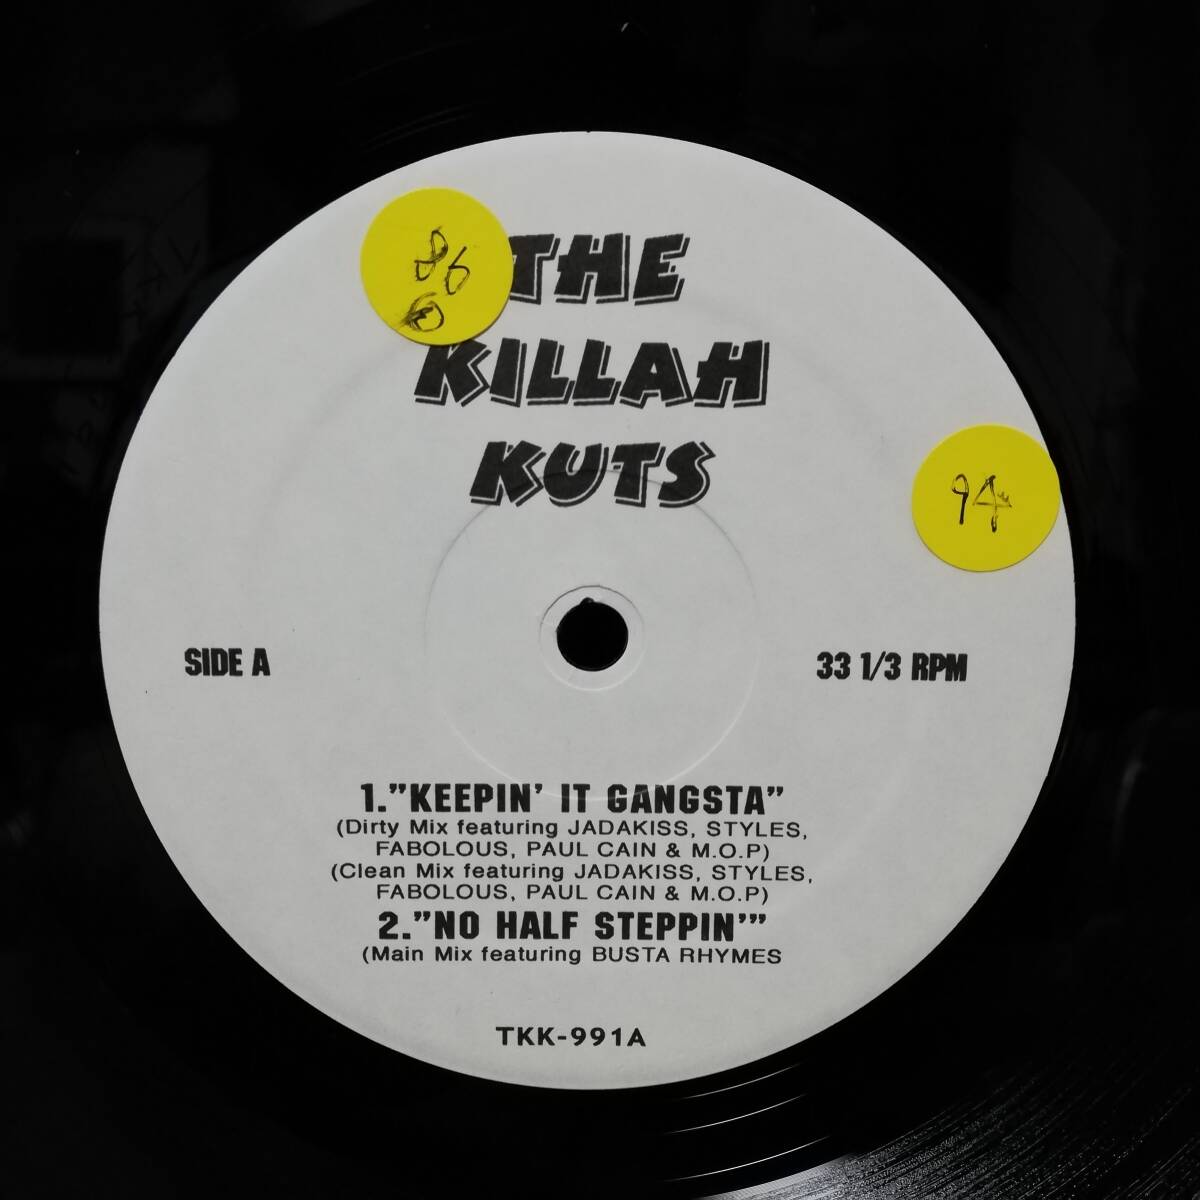 THE
KILLAH
KUTS
86
6
94
SIDE A
33 1/3 RPM
1."KEEPIN' IT GANGSTA"
(Dirty Mix featuring JADAKISS, STYLES,
FABOLOUS, PAUL CAIN & M.O.P)
(Clean Mix featuring JADAKISS, STYLES,
FABOLOUS, PAUL CAIN & M.O.P)
2."NO HALF STEPPIN'"
(Main Mix featuring BUSTA RHYMES
TKK-991A